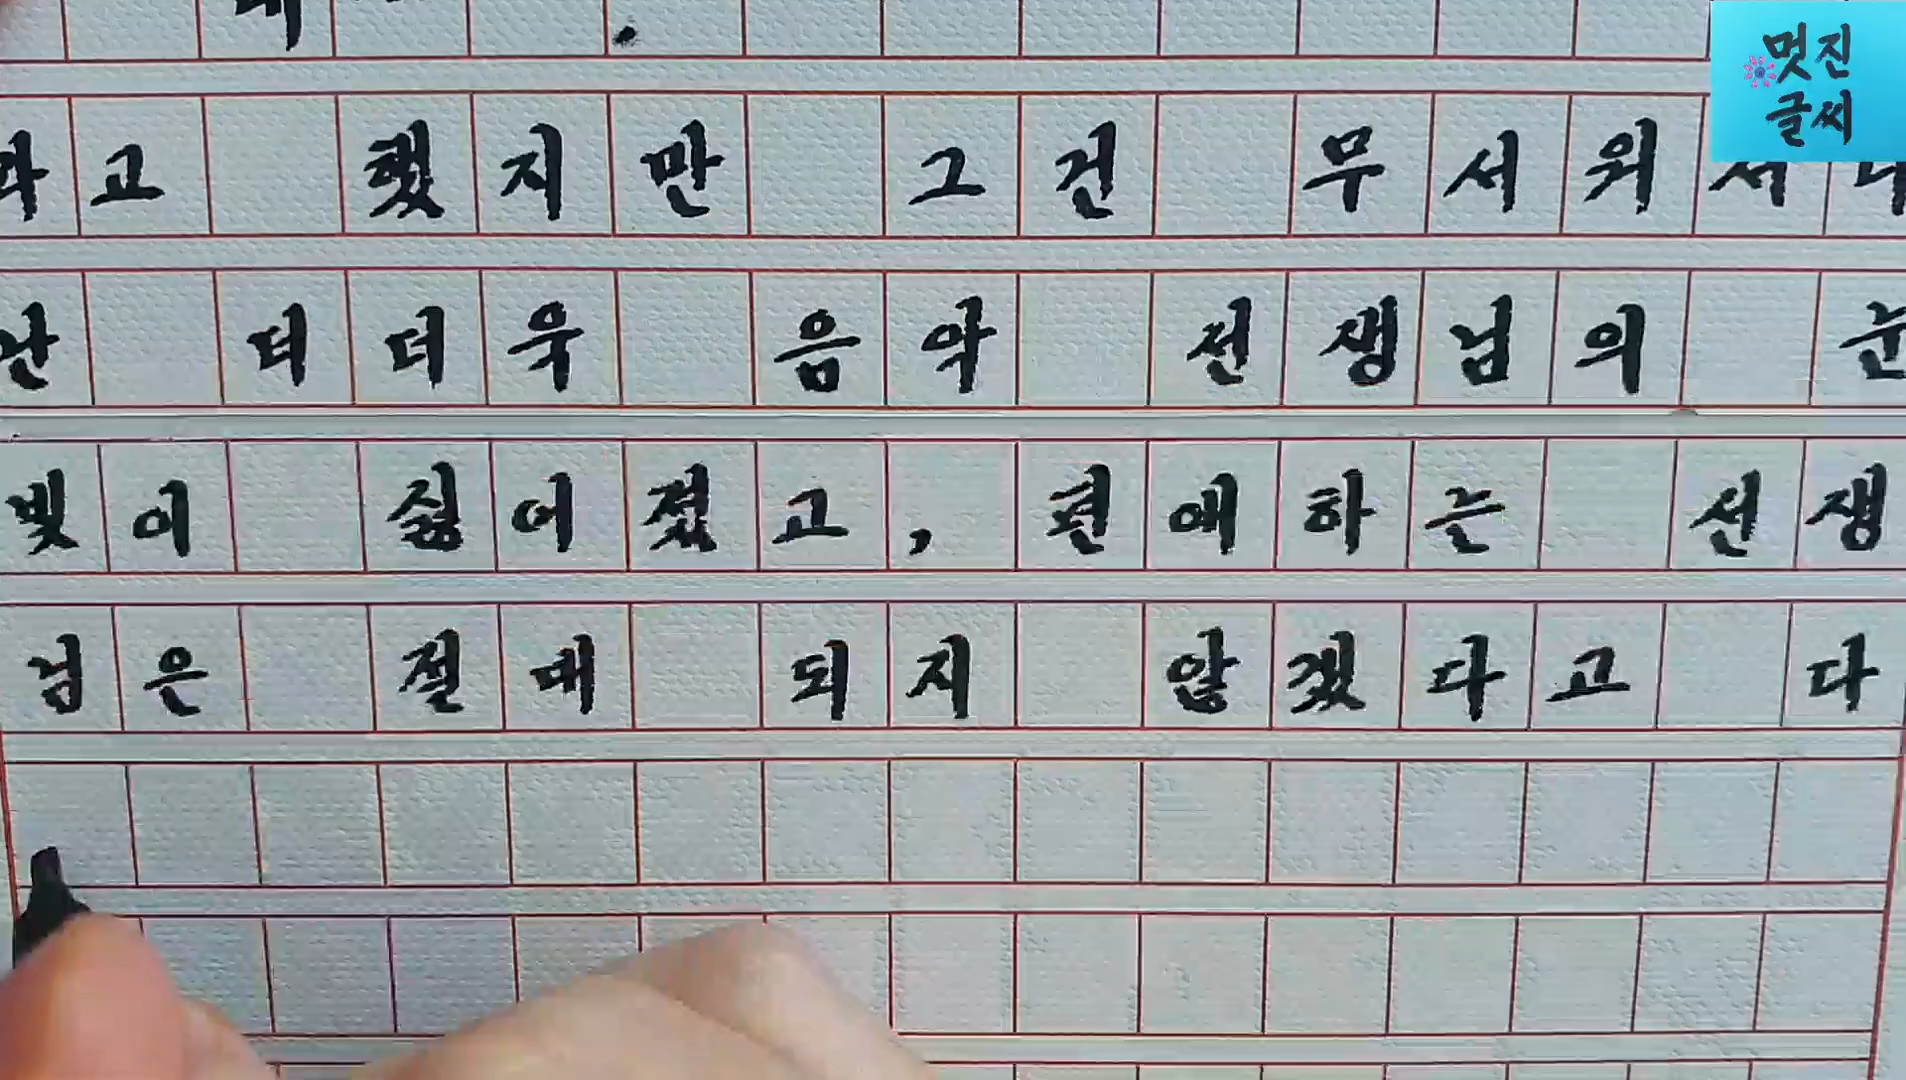 고 했지만 그건 무서워서
더 더욱 음악 선생님의 눈
빛이 싫어졌고, 편애하는 선생
님은 절대 되지 않겠다고 다
멋진
글씨